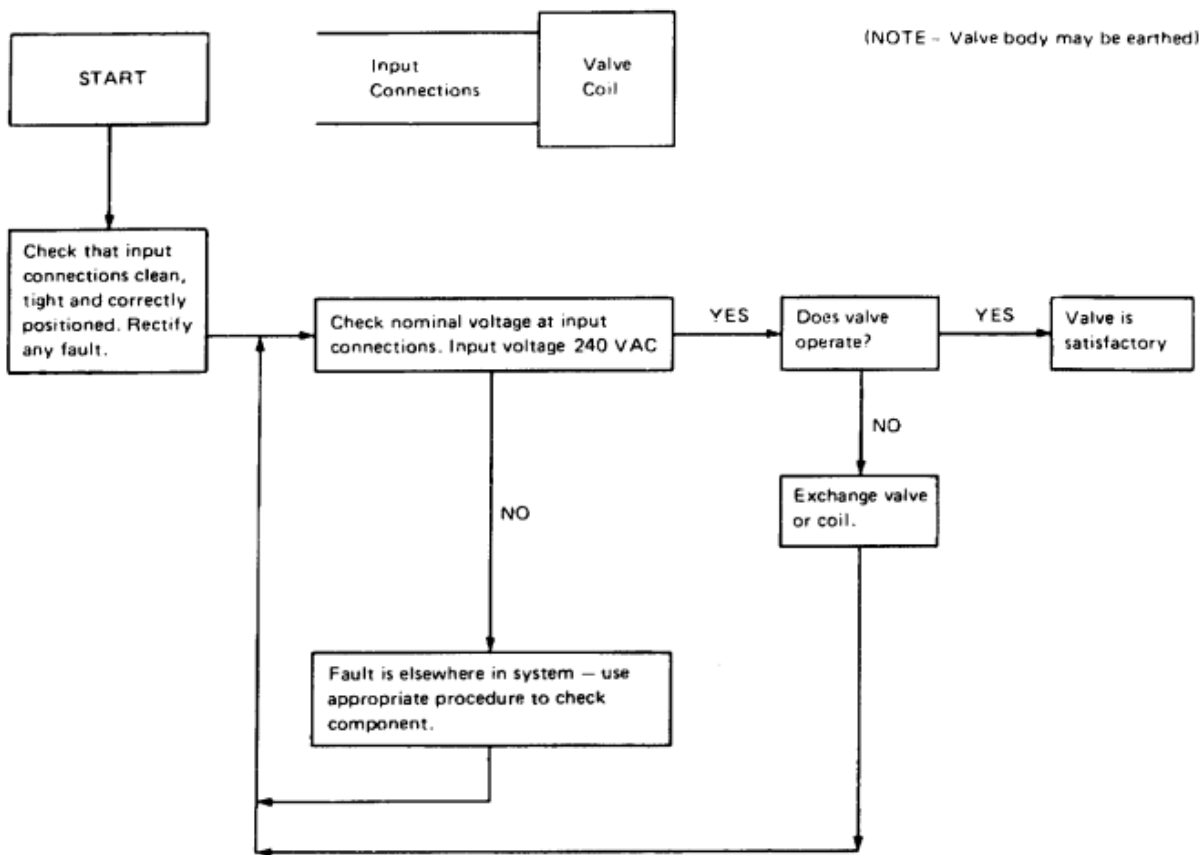 START
Input
Connections
Valve
Coil
(NOTE – Valve body may be earthed)
Check that input
connections clean,
tight and correctly
positioned. Rectify
any fault.
Check nominal voltage at input
connections. Input voltage 240 VAC
YES
Does valve
operate?
YES
Valve is
satisfactory
NO
NO
Exchange valve
or coil.
Fault is elsewhere in system – use
appropriate procedure to check
component.